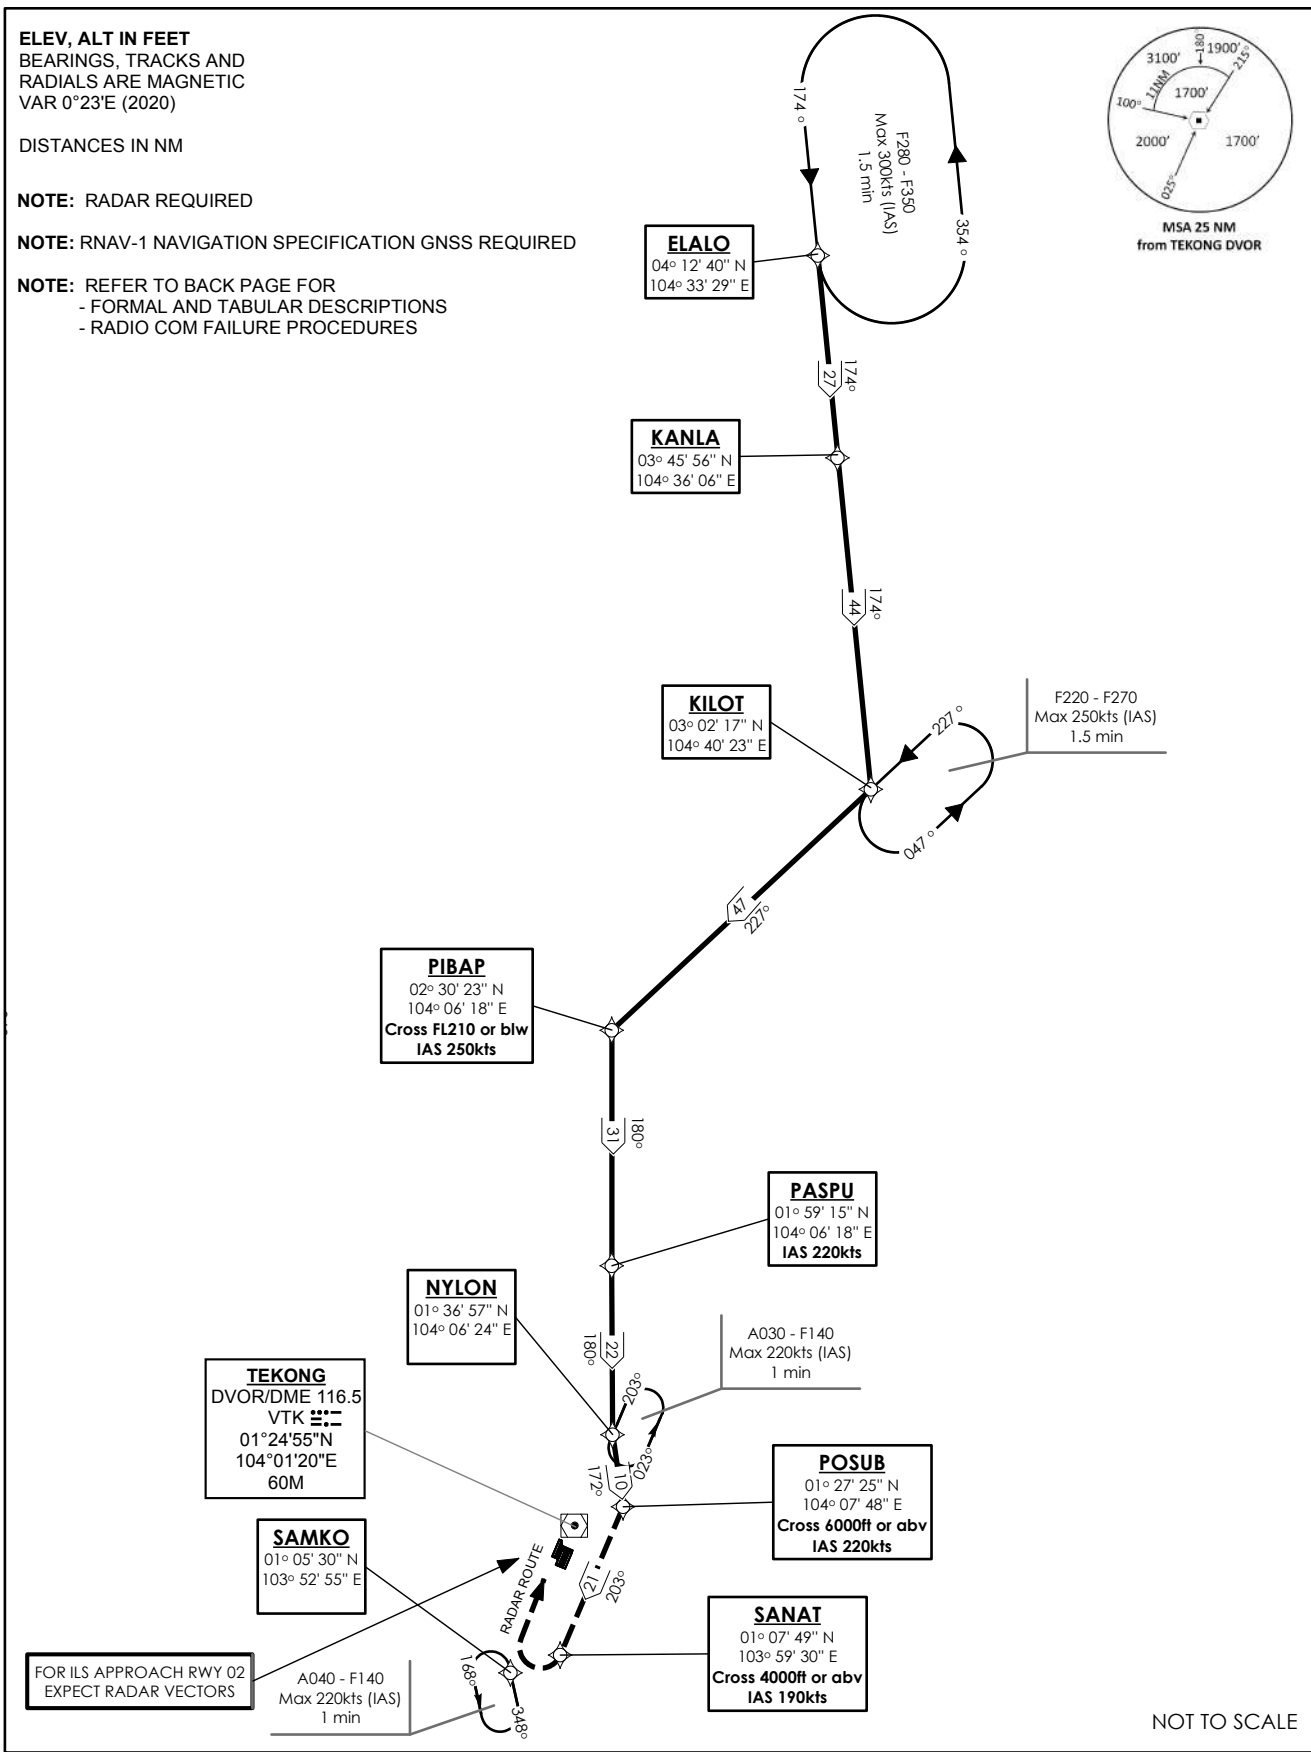 ELEV, ALT IN FEET
BEARINGS, TRACKS AND
RADIALS ARE MAGNETIC
VAR 0°23'E (2020)
DISTANCES IN NM
NOTE: RADAR REQUIRED
NOTE: RNAV-1 NAVIGATION SPECIFICATION GNSS REQUIRED
NOTE: REFER TO BACK PAGE FOR
- FORMAL AND TABULAR DESCRIPTIONS
- RADIO COM FAILURE PROCEDURES
3100'
180°
1900'
215°
11NM
1700'
100°
2000'
1700'
025°
MSA 25 NM
from TEKONG DVOR
174°
F280 - F350
Max 300kts (IAS)
1.5 min
354°
ELALO
04° 12' 40" N
104° 33' 29" E
27
174°
KANLA
03° 45' 56" N
104° 36' 06" E
44
174°
KILOT
03° 02' 17" N
104° 40' 23" E
227°
047°
F220 - F270
Max 250kts (IAS)
1.5 min
47
227°
PIBAP
02° 30' 23" N
104° 06' 18" E
Cross FL210 or blw
IAS 250kts
31
180°
PASPU
01° 59' 15" N
104° 06' 18" E
IAS 220kts
NYLON
01° 36' 57" N
104° 06' 24" E
22
180°
A030 - F140
Max 220kts (IAS)
1 min
203°
023°
TEKONG
DVOR/DME 116.5
VTK
01°24'55"N
104°01'20"E
60M
10
172°
POSUB
01° 27' 25" N
104° 07' 48" E
Cross 6000ft or abv
IAS 220kts
SAMKO
01° 05' 30" N
103° 52' 55" E
RADAR ROUTE
21
203°
SANAT
01° 07' 49" N
103° 59' 30" E
Cross 4000ft or abv
IAS 190kts
FOR ILS APPROACH RWY 02
EXPECT RADAR VECTORS
A040 - F140
Max 220kts (IAS)
1 min
168°
348°
NOT TO SCALE